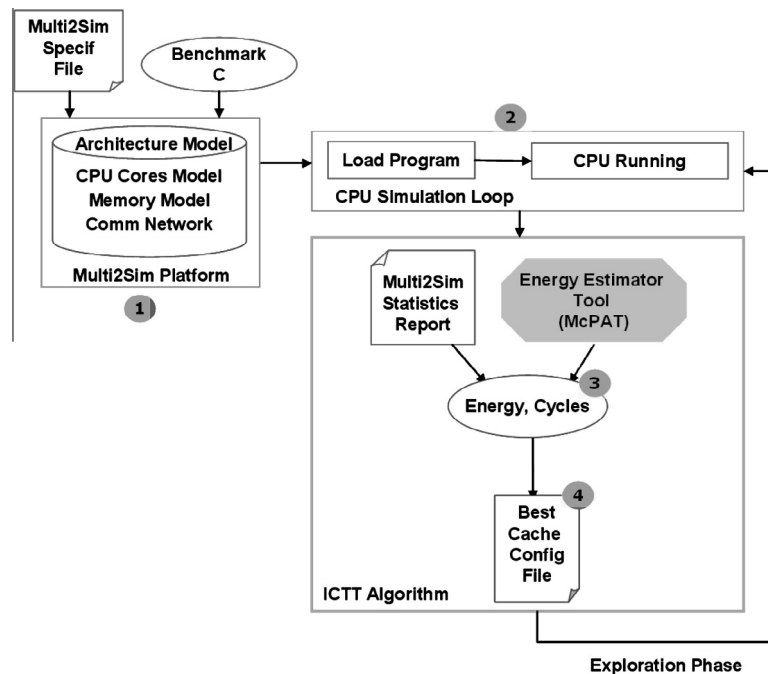 Multi2Sim
Specif
File
Benchmark
C
Architecture Model
CPU Cores Model
Memory Model
Comm Network
Multi2Sim Platform
1
2
Load Program
CPU Running
CPU Simulation Loop
Multi2Sim
Statistics
Report
Energy Estimator
Tool
(McPAT)
3
Energy, Cycles
4
Best
Cache
Config
File
ICTT Algorithm
Exploration Phase